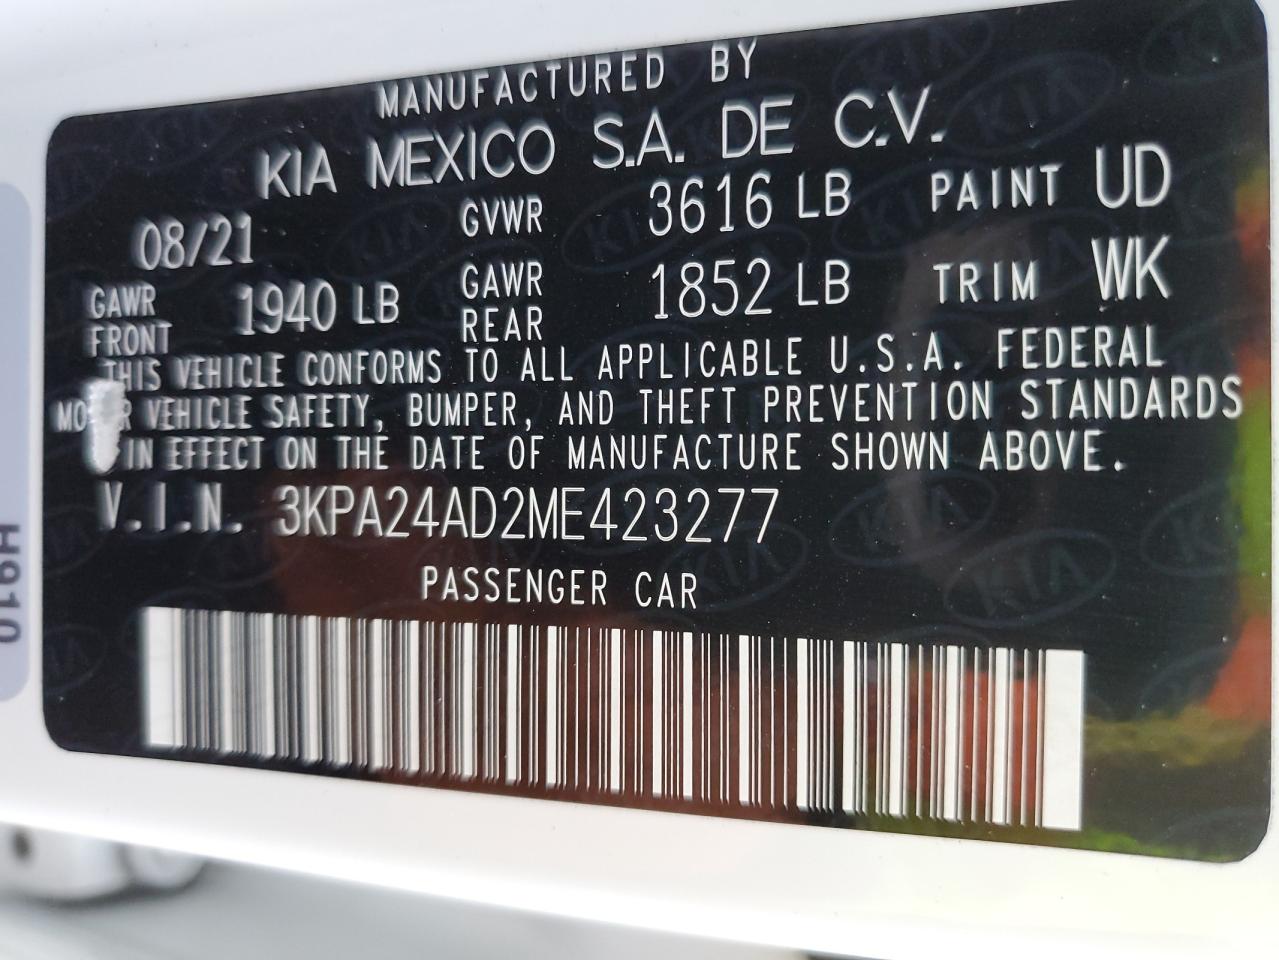 MANUFACTURED BY
KIA MEXICO S.A. DE C.V.
08/21 GVWR 3616 LB PAINT UD
GAWR FRONT 1940 LB GAWR REAR 1852 LB TRIM WK
THIS VEHICLE CONFORMS TO ALL APPLICABLE U.S.A. FEDERAL
VEHICLE SAFETY, BUMPER, AND THEFT PREVENTION STANDARDS
IN EFFECT ON THE DATE OF MANUFACTURE SHOWN ABOVE.
V.I.N. 3KPA24AD2ME423277
PASSENGER CAR
H910